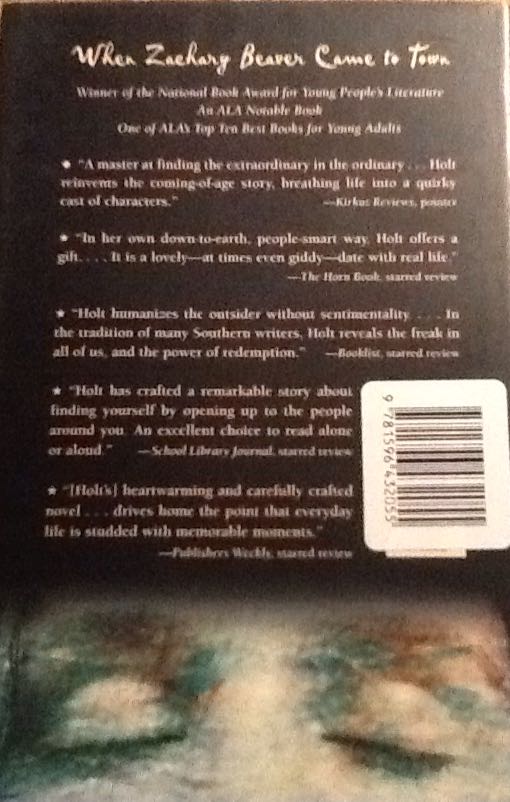 When Zachary Beaver Came to Town
Winner of the National Book Award for Young People's Literature
An ALA Notable Book
One of ALA's Top Ten Best Books for Young Adults
★ "A master at finding the extraordinary in the ordinary . . . Holt
reinvents the coming-of-age story, breathing life into a quirky
cast of characters." —Kirkus Reviews, pointer
★ "In her own down-to-earth, people-smart way, Holt offers a
gift. . . . It is a lovely—at times even giddy—date with real life."
—The Horn Book, starred review
★ "Holt humanizes the outsider without sentimentality. . . . In
the tradition of many Southern writers, Holt reveals the freak in
all of us, and the power of redemption." —Booklist, starred review
★ "Holt has crafted a remarkable story about
finding yourself by opening up to the people
around you. An excellent choice to read alone
or aloud." —School Library Journal, starred review
★ "[Holt's] heartwarming and carefully crafted
novel . . . drives home the point that everyday
life is studded with memorable moments."
—Publishers Weekly, starred review
9 781596 432055